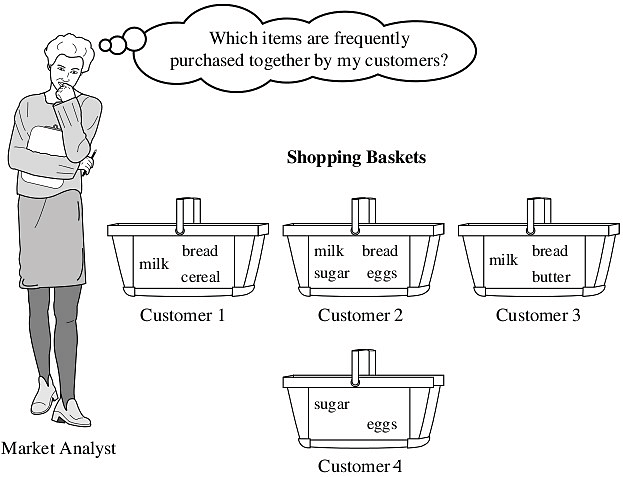 Which items are frequently
purchased together by my customers?
Shopping Baskets
milk
bread
cereal
Customer 1
milk bread
sugar eggs
Customer 2
milk
bread
butter
Customer 3
sugar
eggs
Customer 4
Market Analyst